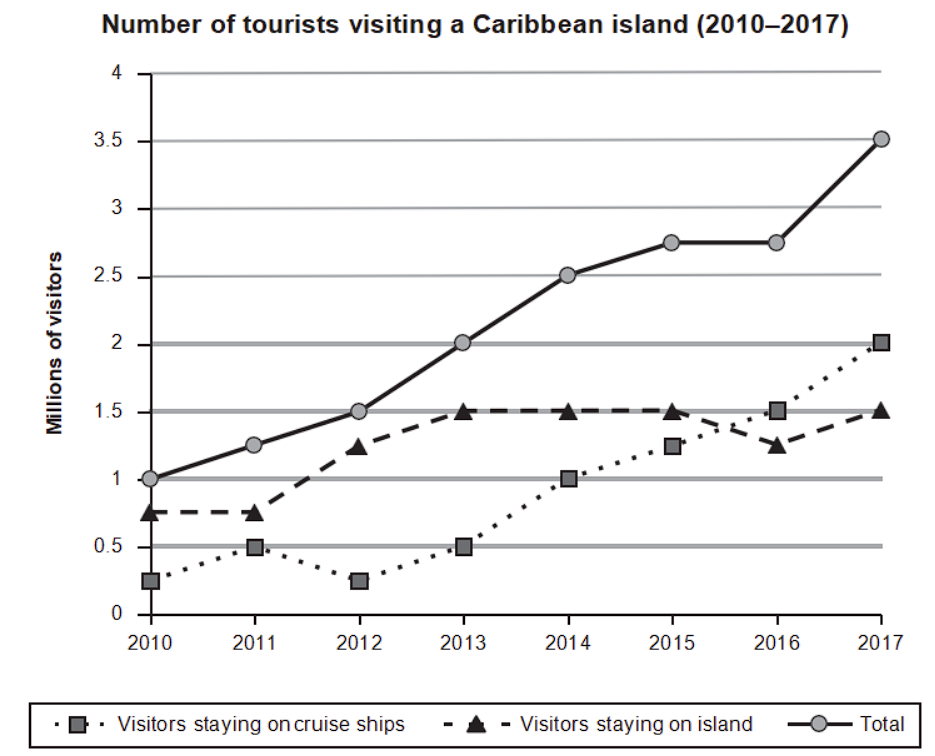 Number of tourists visiting a Caribbean island (2010–2017)
Millions of visitors
4
3.5
3
2.5
2
1.5
1
0.5
0
2010 2011 2012 2013 2014 2015 2016 2017
Visitors staying on cruise ships Visitors staying on island Total